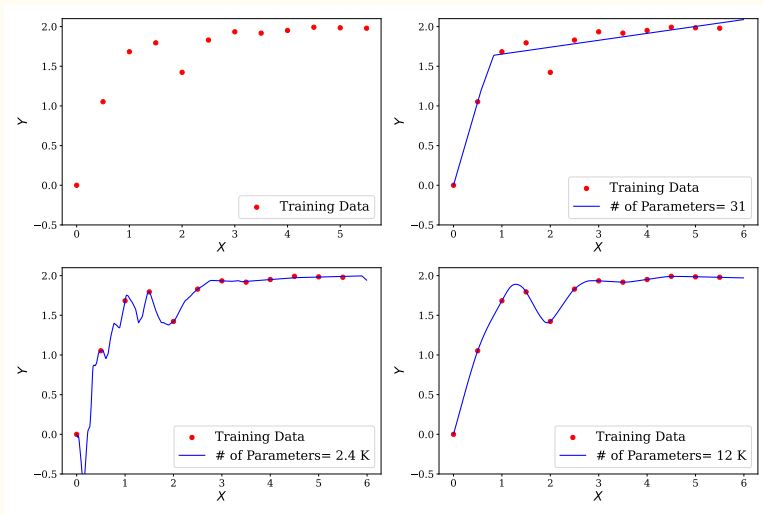 2.0
1.5
1.0
0.5
0.0
−0.5
Y
0 1 2 3 4 5
X
Training Data
2.0
1.5
1.0
0.5
0.0
−0.5
Y
0 1 2 3 4 5 6
X
Training Data
# of Parameters= 31
2.0
1.5
1.0
0.5
0.0
−0.5
Y
0 1 2 3 4 5 6
X
Training Data
# of Parameters= 2.4 K
2.0
1.5
1.0
0.5
0.0
−0.5
Y
0 1 2 3 4 5 6
X
Training Data
# of Parameters= 12 K